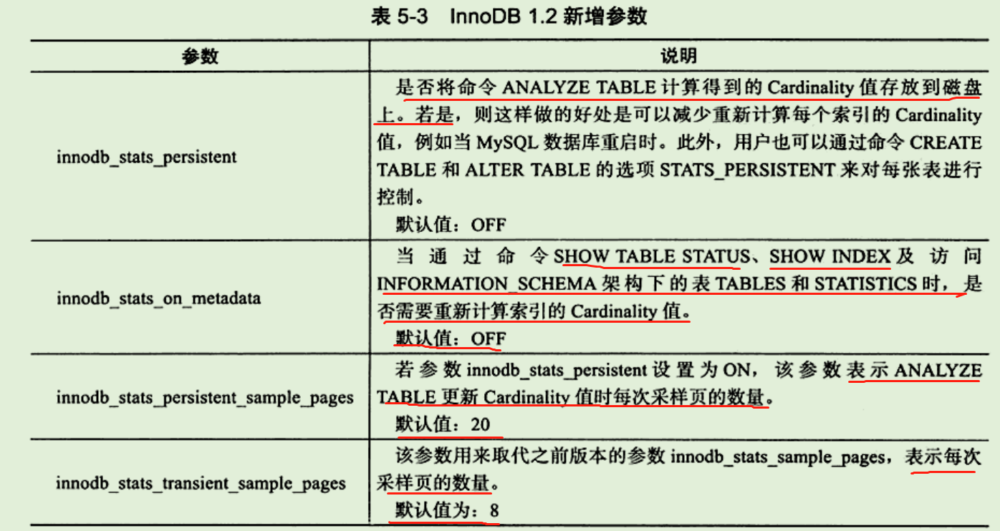 表 5-3 InnoDB 1.2 新增参数
参数
说明
innodb_stats_persistent
是否将命令 ANALYZE TABLE 计算得到的 Cardinality 值存放到磁盘
上。若是，则这样做的好处是可以减少重新计算每个索引的 Cardinality
值，例如当 MySQL 数据库重启时。此外，用户也可以通过命令 CREATE
TABLE 和 ALTER TABLE 的选项 STATS_PERSISTENT 来对每张表进行
控制。
默认值：OFF
innodb_stats_on_metadata
当通过命令 SHOW TABLE STATUS、SHOW INDEX 及访问
INFORMATION_SCHEMA 架构下的表 TABLES 和 STATISTICS 时，是
否需要重新计算索引的 Cardinality 值。
默认值：OFF
innodb_stats_persistent_sample_pages
若参数 innodb_stats_persistent 设置为 ON，该参数表示 ANALYZE
TABLE 更新 Cardinality 值时每次采样页的数量。
默认值：20
innodb_stats_transient_sample_pages
该参数用来取代之前版本的参数 innodb_stats_sample_pages，表示每次
采样页的数量。
默认值为：8